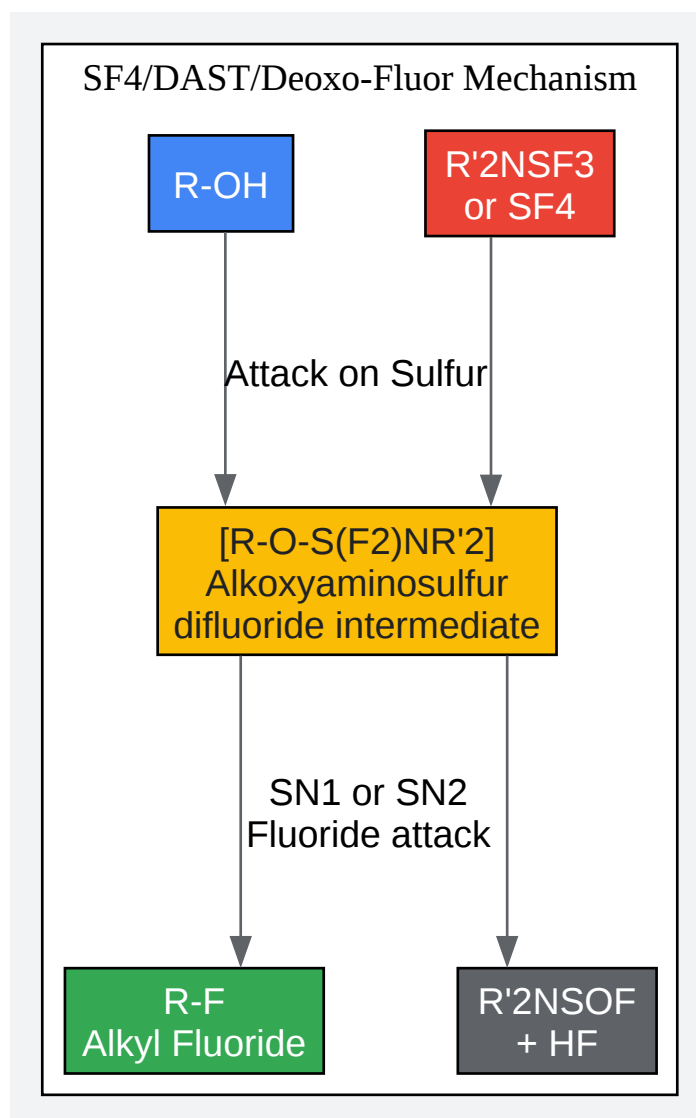 SF4/DAST/Deoxo-Fluor Mechanism
R-OH
R'2NSF3
or SF4
Attack on Sulfur
[R-O-S(F2)NR'2]
Alkoxyaminosulfur
difluoride intermediate
SN1 or SN2
Fluoride attack
R-F
Alkyl Fluoride
R'2NSOF
+ HF